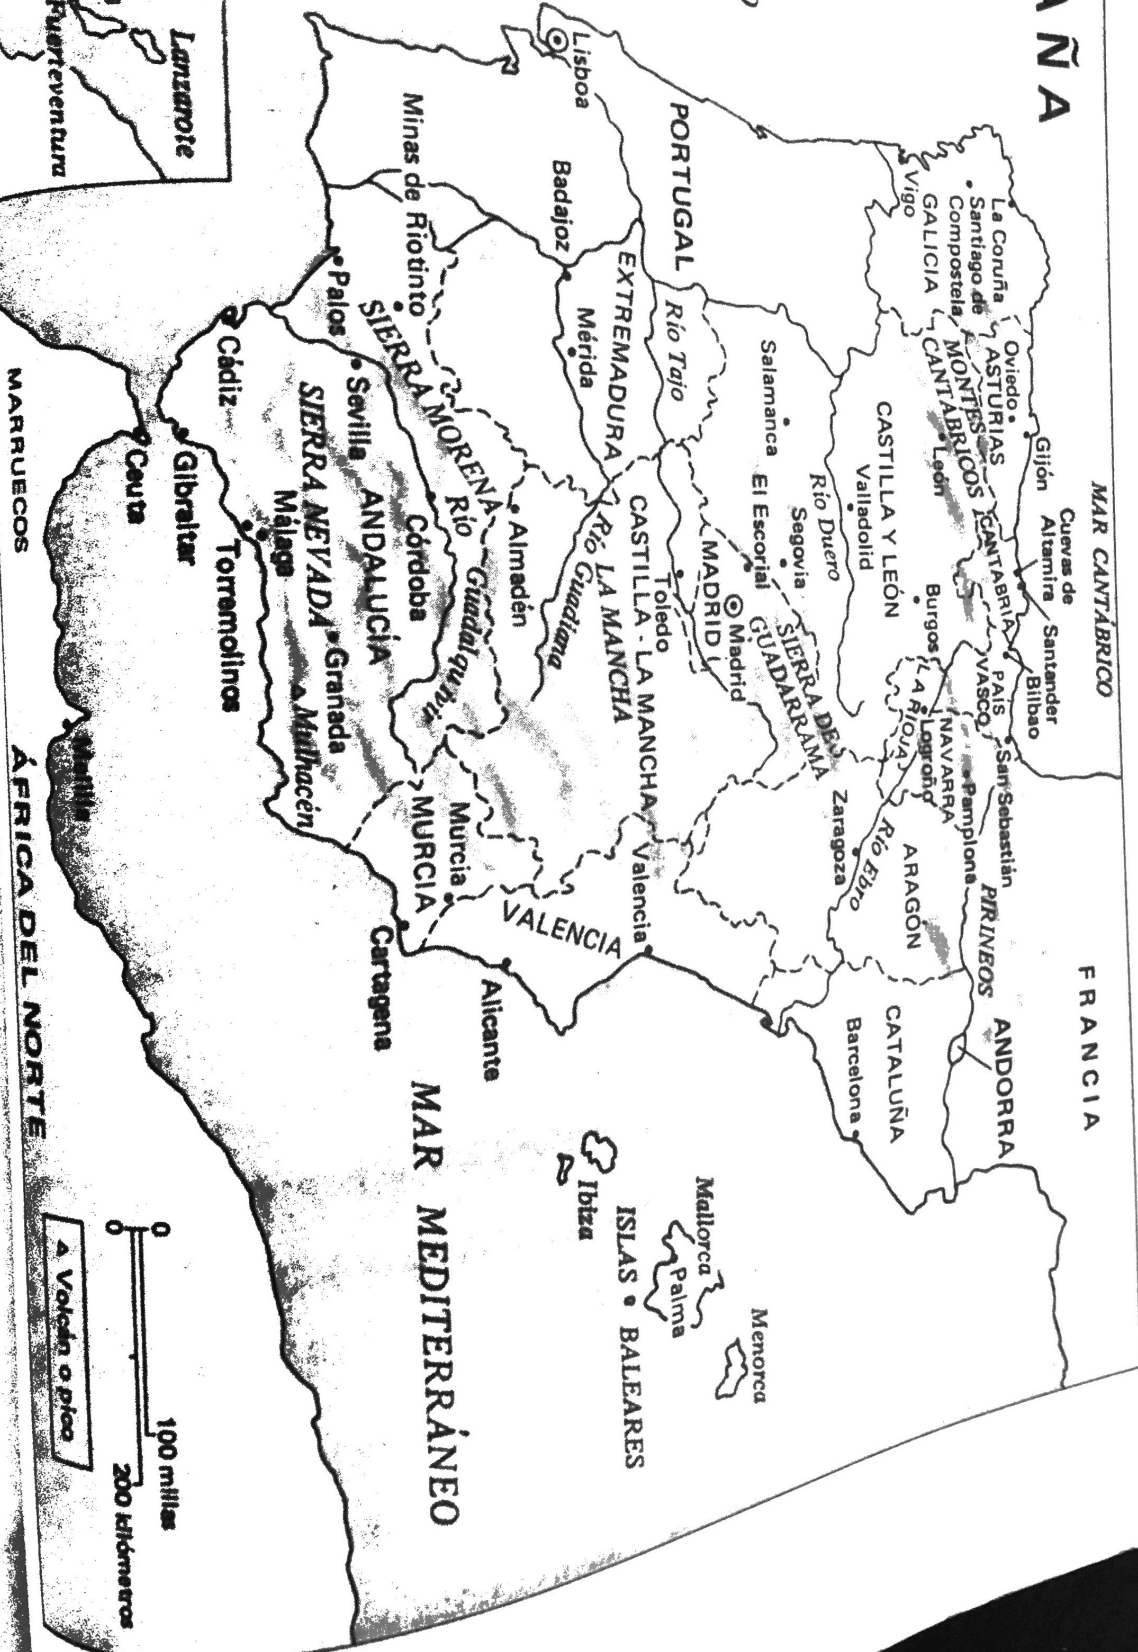 AÑA
MAR CANTÁBRICO
FRANCIA
La Coruña
Santiago de
Compostela
GALICIA
Vigo
Oviedo
ASTURIAS
MONTES
CANTÁBRICOS
León
Gijón
Cuevas de
Altamira
CANTABRIA
Santander
Bilbao
PAÍS
VASCO
San Sebastián
NAVARRA
Pamplona
LA RIOJA
Logroño
Burgos
PIRINEOS
ANDORRA
CASTILLA Y LEÓN
Valladolid
Río Duero
ARAGÓN
Río Ebro
Zaragoza
CATALUÑA
Barcelona
Salamanca
Segovia
El Escorial
SIERRA DE
GUADARRAMA
Madrid
MADRID
PORTUGAL
Lisboa
Río Tajo
Toledo
EXTREMADURA
CASTILLA - LA MANCHA
LA MANCHA
Río Guadiana
Badajoz
Mérida
Almadén
Valencia
VALENCIA
Alicante
Menorca
Mallorca
Palma
ISLAS BALEARES
Ibiza
MAR MEDITERRÁNEO
Minas de Ríotinto
SIERRA MORENA
Río Guadalquivir
Córdoba
ANDALUCÍA
Murcia
MURCIA
Cartagena
Palos
Sevilla
SIERRA NEVADA
Granada
Mulhacén
Cádiz
Málaga
Torremolinos
Gibraltar
Ceuta
Melilla
MARRUECOS
ÁFRICA DEL NORTE
Lanzarote
Fuerteventura
0 100 millas
0 200 kilómetros
▲ Volcán o pico